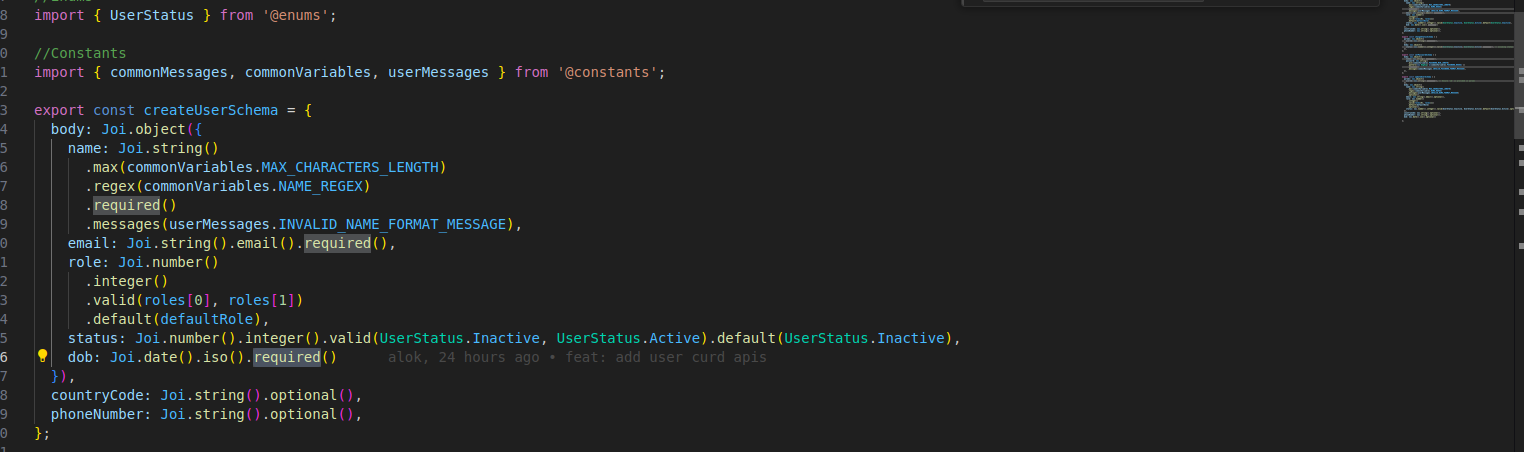 8 import { UserStatus } from '@enums';
9
0 //Constants
1 import { commonMessages, commonVariables, userMessages } from '@constants';
2
3 export const createUserSchema = {
4 body: Joi.object({
5 name: Joi.string()
6 .max(commonVariables.MAX_CHARACTERS_LENGTH)
7 .regex(commonVariables.NAME_REGEX)
8 .required()
9 .messages(userMessages.INVALID_NAME_FORMAT_MESSAGE),
0 email: Joi.string().email().required(),
1 role: Joi.number()
2 .integer()
3 .valid(roles[0], roles[1])
4 .default(defaultRole),
5 status: Joi.number().integer().valid(UserStatus.Inactive, UserStatus.Active).default(UserStatus.Inactive),
6 dob: Joi.date().iso().required() alok, 24 hours ago • feat: add user curd apis
7 }),
8 countryCode: Joi.string().optional(),
9 phoneNumber: Joi.string().optional(),
0 };
1